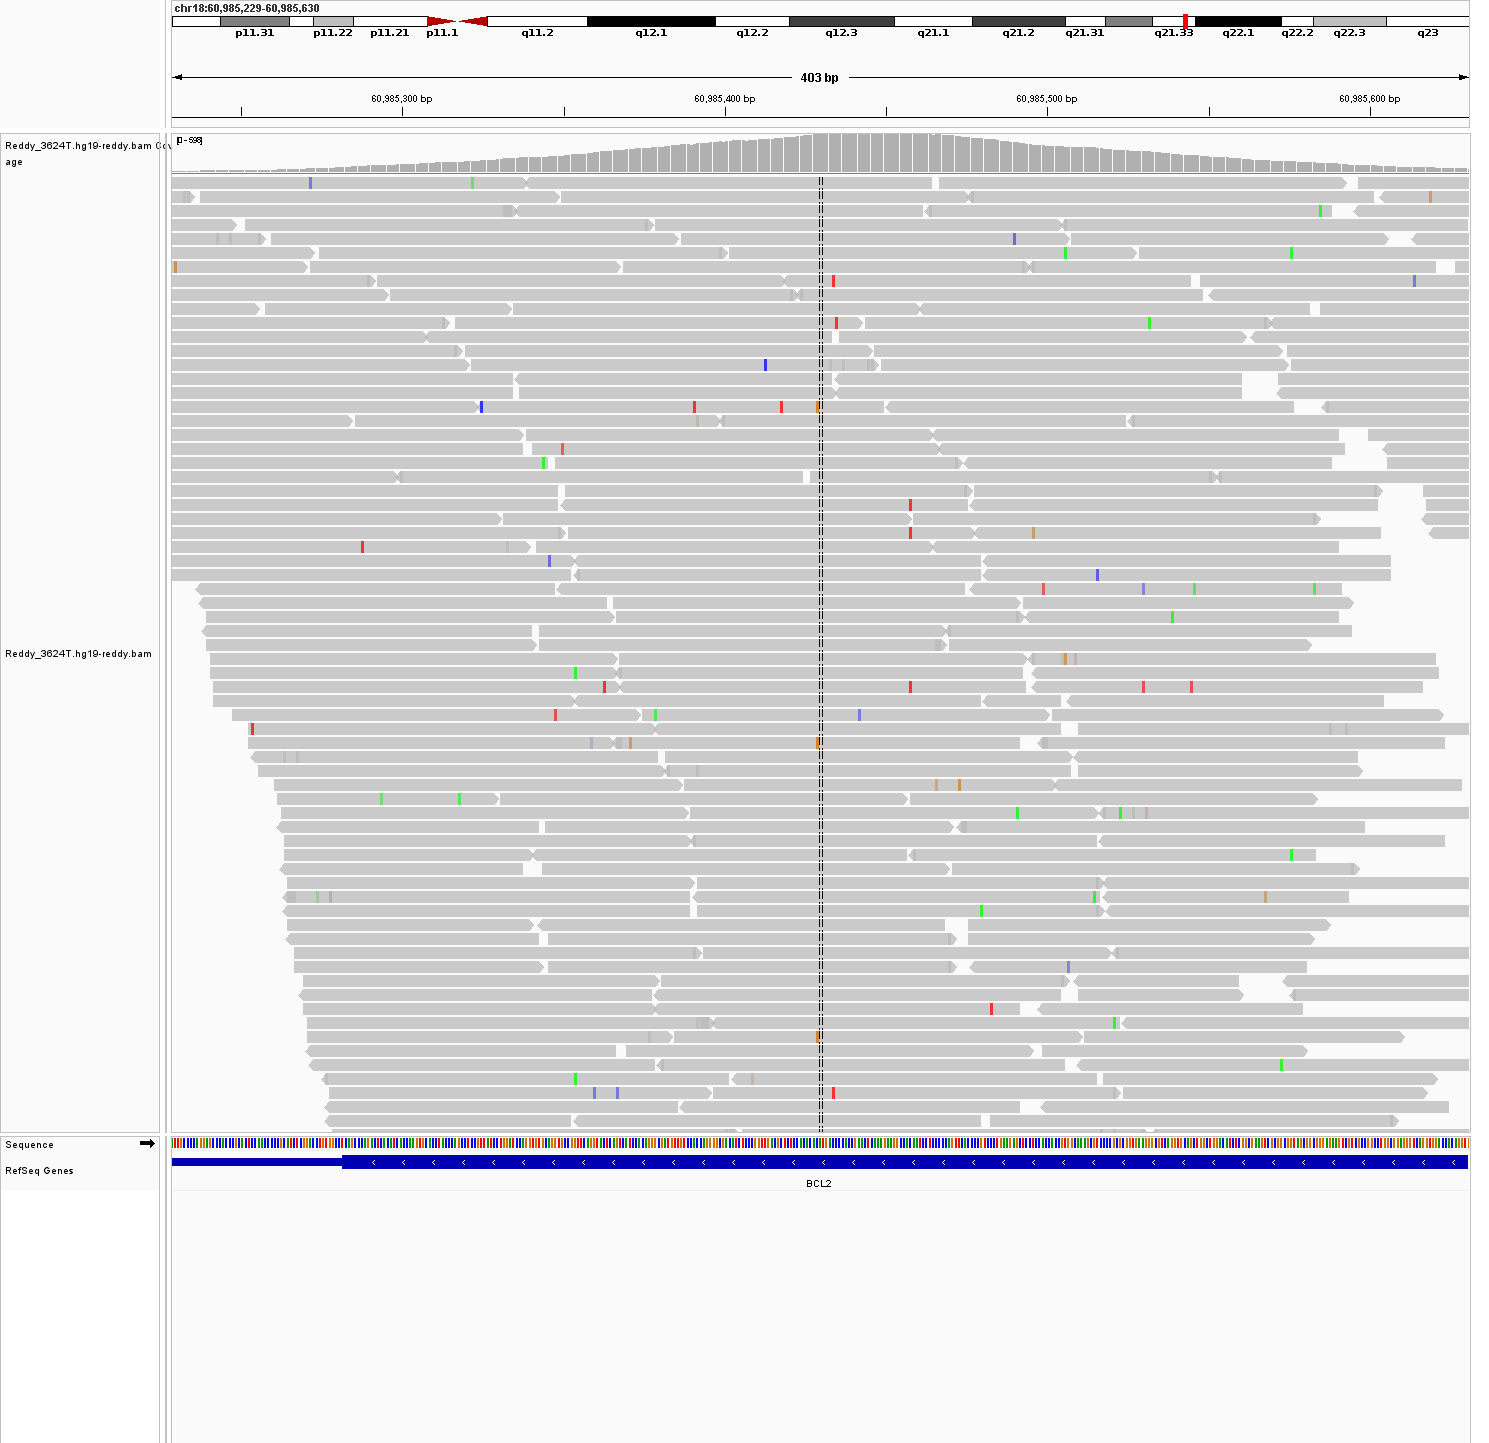 chr18:60,985,229-60,985,630
p11.31 p11.22 p11.21 p11.1 q11.2 q12.1 q12.2 q12.3 q21.1 q21.2 q21.31 q21.33 q22.1 q22.2 q22.3 q23
403 bp
60,985,300 bp 60,985,400 bp 60,985,500 bp 60,985,600 bp
Reddy_3624T.hg19-reddy.bam Cov
age
[0 - 598]
Reddy_3624T.hg19-reddy.bam
Sequence
RefSeq Genes
BCL2